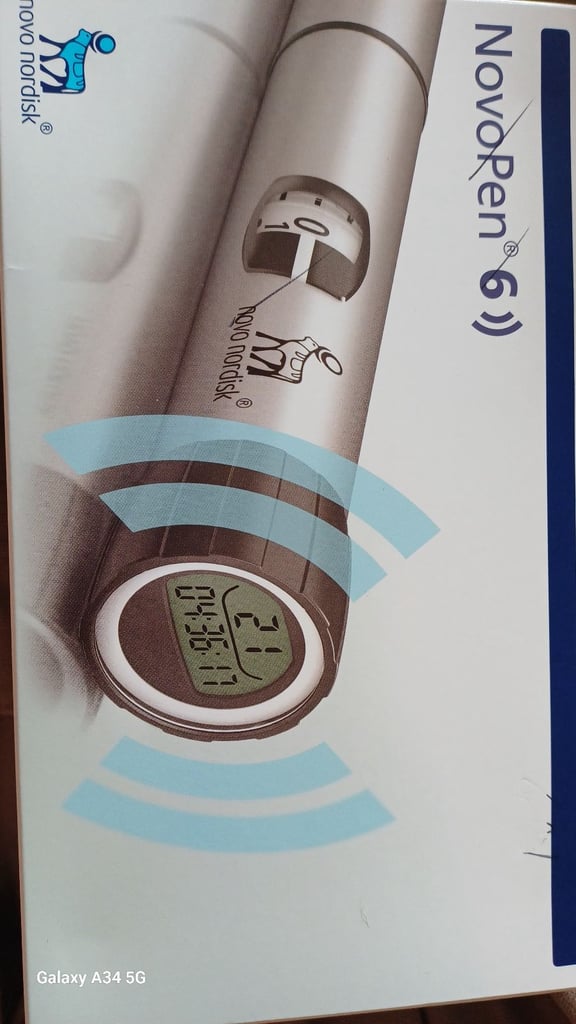 NovoPen® 6
0
1
novo nordisk®
21
04:36:17
novo nordisk®
Galaxy A34 5G